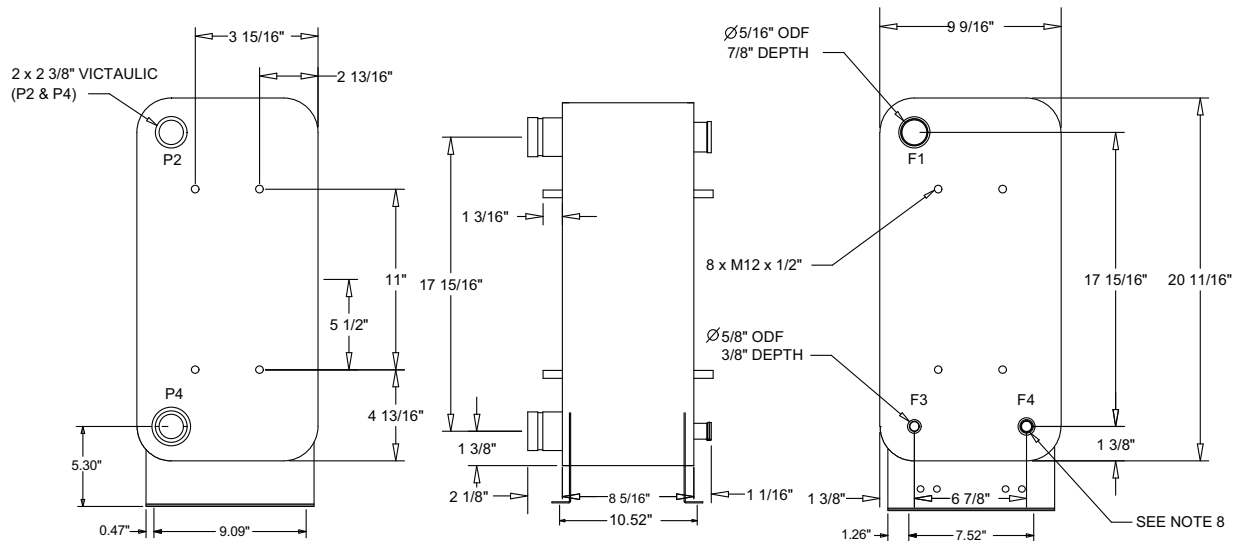 3 15/16"
2 x 2 3/8" VICTAULIC
(P2 & P4)
2 13/16"
P2
11"
5 1/2"
P4
4 13/16"
5.30"
0.47"
9.09"
1 3/16"
17 15/16"
1 3/8"
2 1/8"
8 5/16"
1 1/16"
10.52"
9 9/16"
Ø5/16" ODF
7/8" DEPTH
F1
8 x M12 x 1/2"
17 15/16"
20 11/16"
Ø5/8" ODF
3/8" DEPTH
F3
F4
1 3/8"
1 3/8"
6 7/8"
SEE NOTE 8
1.26"
7.52"